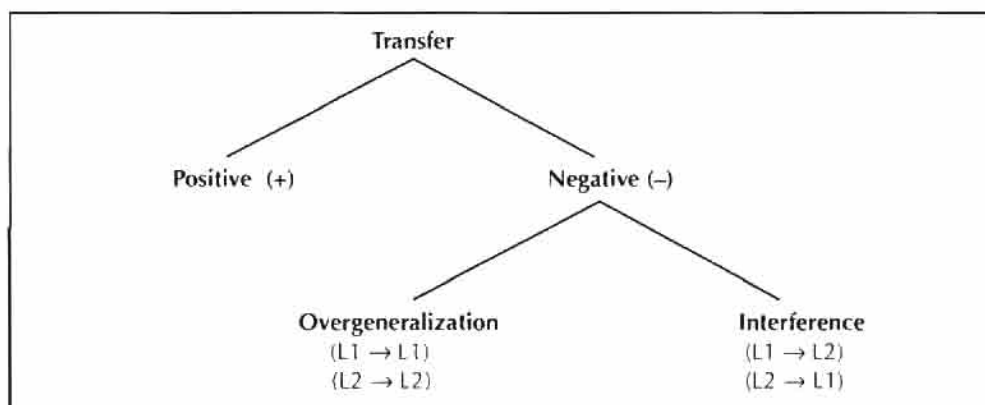 Transfer
Positive (+)
Negative (–)
Overgeneralization
(L1 → L1)
(L2 → L2)
Interference
(L1 → L2)
(L2 → L1)